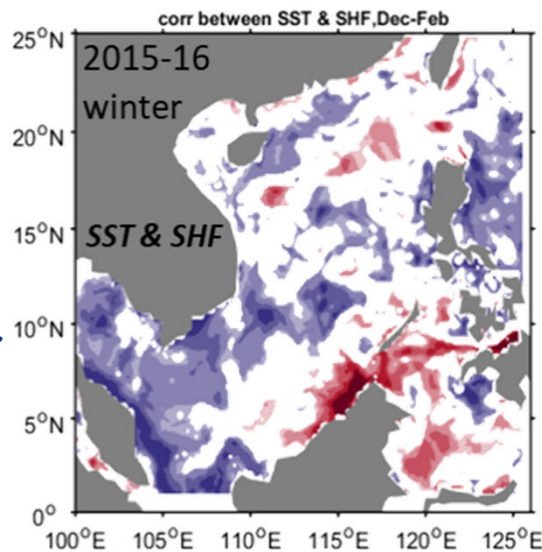 corr between SST & SHF,Dec-Feb
25°N
2015-16
winter
20°N
15°N
SST & SHF
10°N
5°N
0°
100°E 105°E 110°E 115°E 120°E 125°E